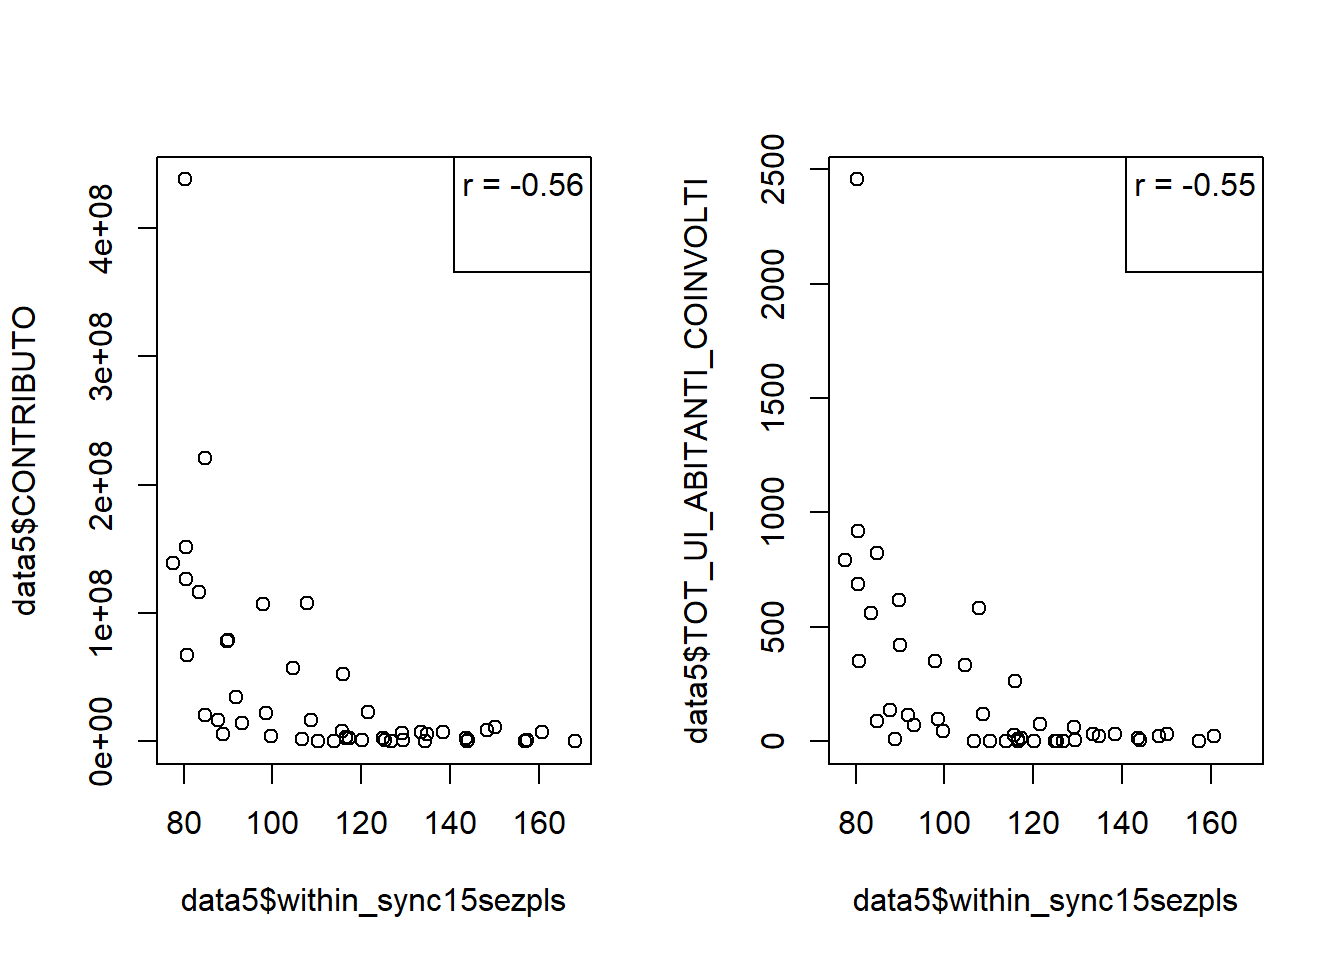 r = -0.56
data5$CONTRIBUTO
4e+08
3e+08
2e+08
1e+08
0e+00
80 100 120 140 160
data5$within_sync15sezpls
r = -0.55
data5$TOT_UI_ABITANTI_COINVOLTI
2500
2000
1500
1000
500
0
80 100 120 140 160
data5$within_sync15sezpls